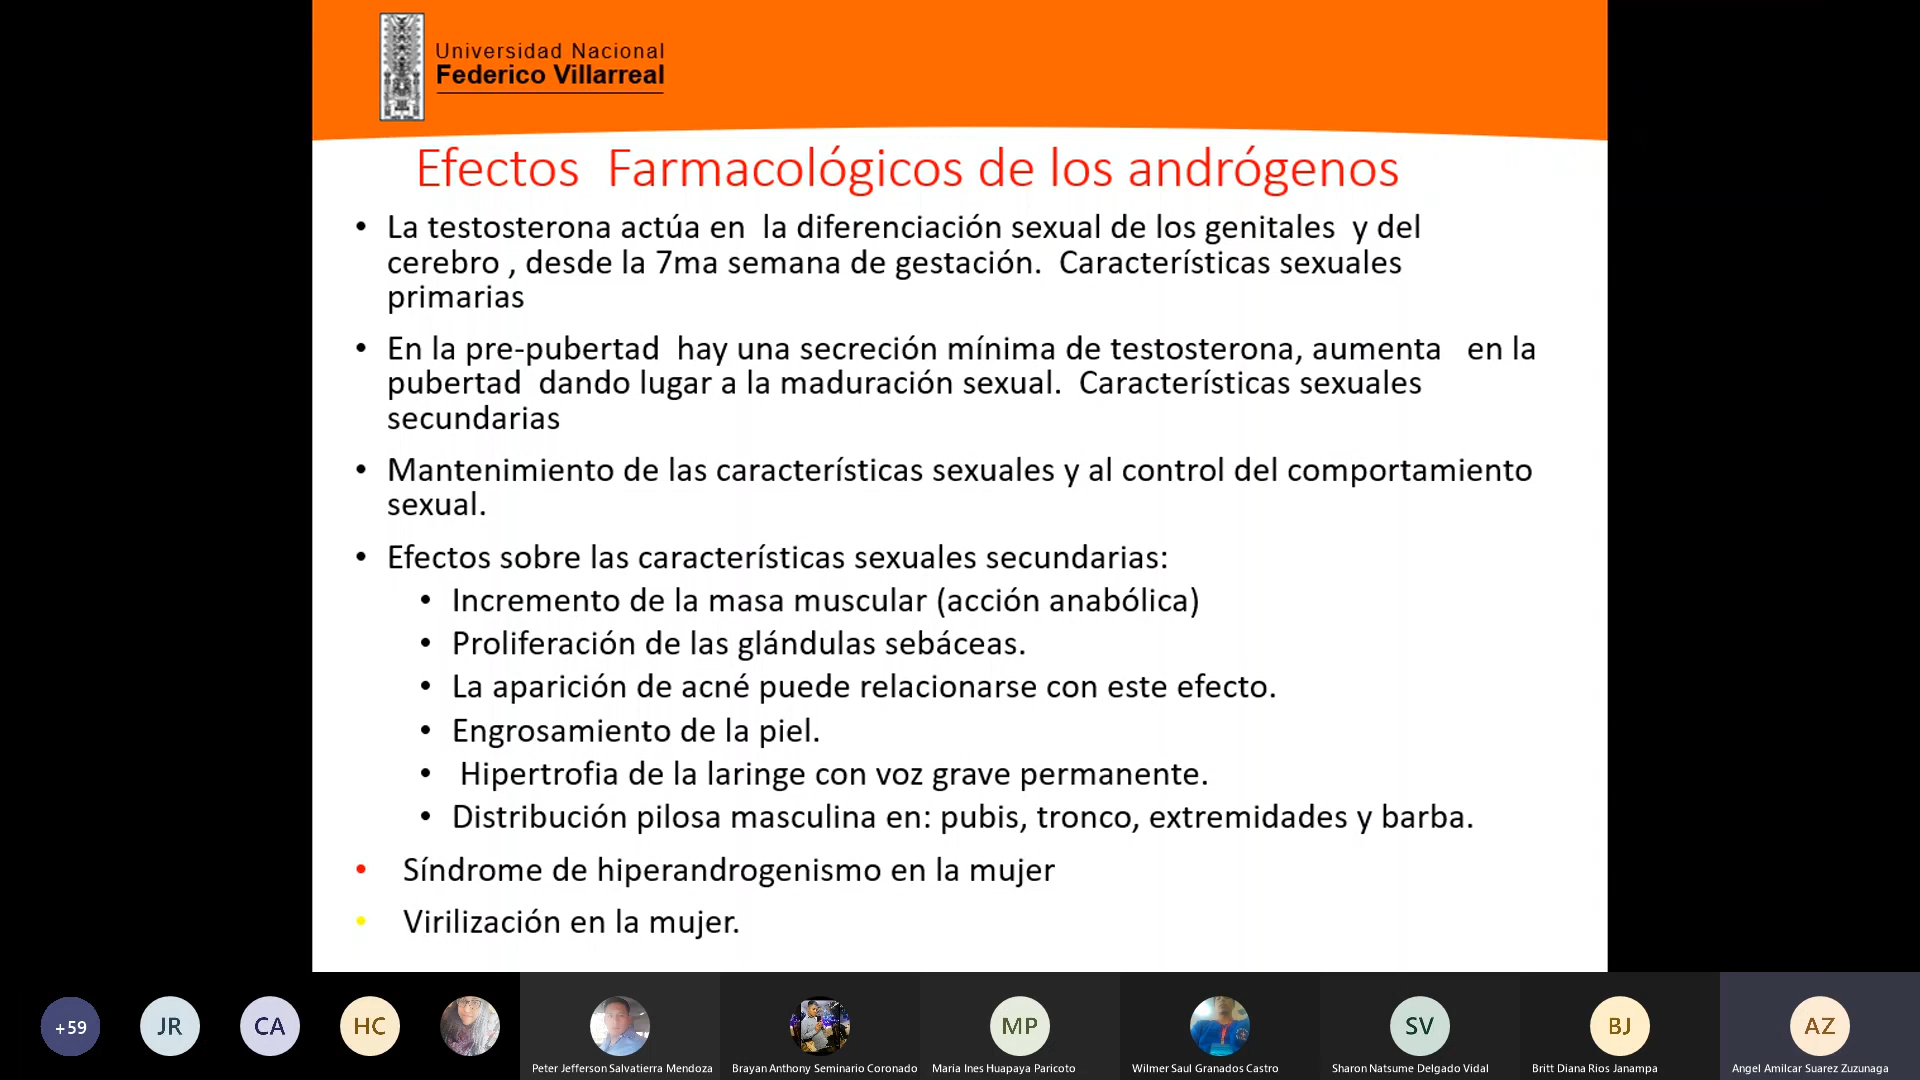 Universidad Nacional
Federico Villarreal
Efectos Farmacológicos de los andrógenos
• La testosterona actúa en la diferenciación sexual de los genitales y del
cerebro , desde la 7ma semana de gestación. Características sexuales
primarias
• En la pre-pubertad hay una secreción mínima de testosterona, aumenta en la
pubertad dando lugar a la maduración sexual. Características sexuales
secundarias
• Mantenimiento de las características sexuales y al control del comportamiento
sexual.
• Efectos sobre las características sexuales secundarias:
• Incremento de la masa muscular (acción anabólica)
• Proliferación de las glándulas sebáceas.
• La aparición de acné puede relacionarse con este efecto.
• Engrosamiento de la piel.
• Hipertrofia de la laringe con voz grave permanente.
• Distribución pilosa masculina en: pubis, tronco, extremidades y barba.
• Síndrome de hiperandrogenismo en la mujer
• Virilización en la mujer.
+59 JR CA HC MP SV BJ AZ
Peter Jefferson Salvatierra Mendoza Brayan Anthony Seminario Coronado Maria Ines Huapaya Paricoto Wilmer Saul Granados Castro Sharon Natsume Delgado Vidal Britt Diana Rios Janampa Angel Amilcar Suarez Zuzunaga